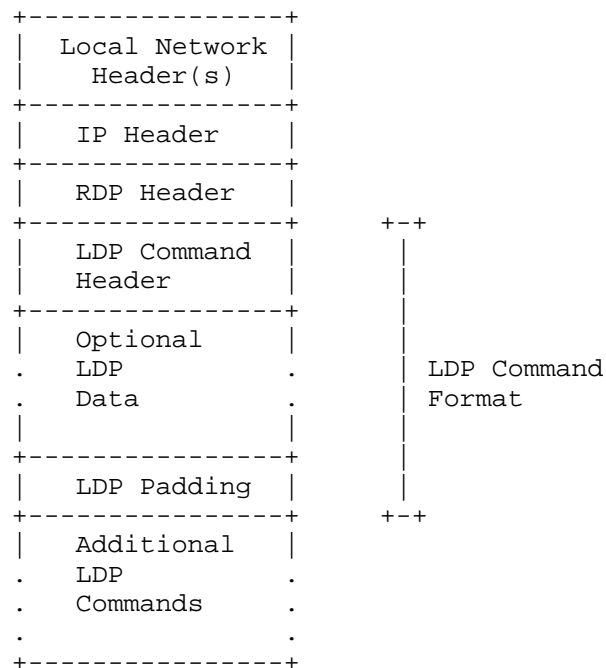 Local Network
Header(s)
IP Header
RDP Header
LDP Command
Header
Optional
LDP
Data
LDP Command
Format
LDP Padding
Additional
LDP
Commands